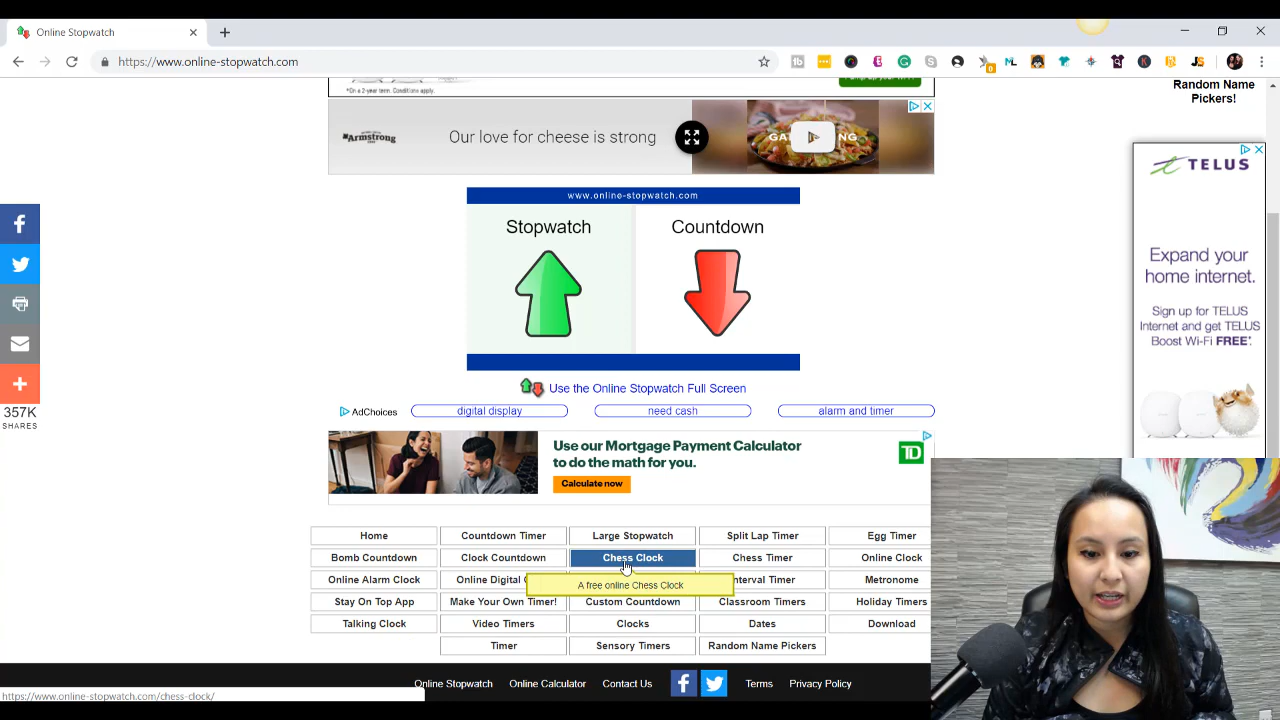 Online Stopwatch
https://www.online-stopwatch.com
*On a 2-year term. Conditions apply.
Random Name
Pickers!
Armstrong
Our love for cheese is strong
TELUS
www.online-stopwatch.com
Stopwatch
Countdown
Expand your
home internet.
Sign up for TELUS
Internet and get TELUS
Boost Wi-Fi FREE*.
Use the Online Stopwatch Full Screen
357K
SHARES
AdChoices
digital display
need cash
alarm and timer
Use our Mortgage Payment Calculator
to do the math for you.
Calculate now
TD
Home
Countdown Timer
Large Stopwatch
Split Lap Timer
Egg Timer
Bomb Countdown
Clock Countdown
Chess Clock
Chess Timer
Online Clock
Online Alarm Clock
Online Digital
A free online Chess Clock
nterval Timer
Metronome
Stay On Top App
Make Your Own Timer!
Custom Countdown
Classroom Timers
Holiday Timers
Talking Clock
Video Timers
Clocks
Dates
Download
Timer
Sensory Timers
Random Name Pickers
Online Stopwatch
Online Calculator
Contact Us
Terms
Privacy Policy
https://www.online-stopwatch.com/chess-clock/